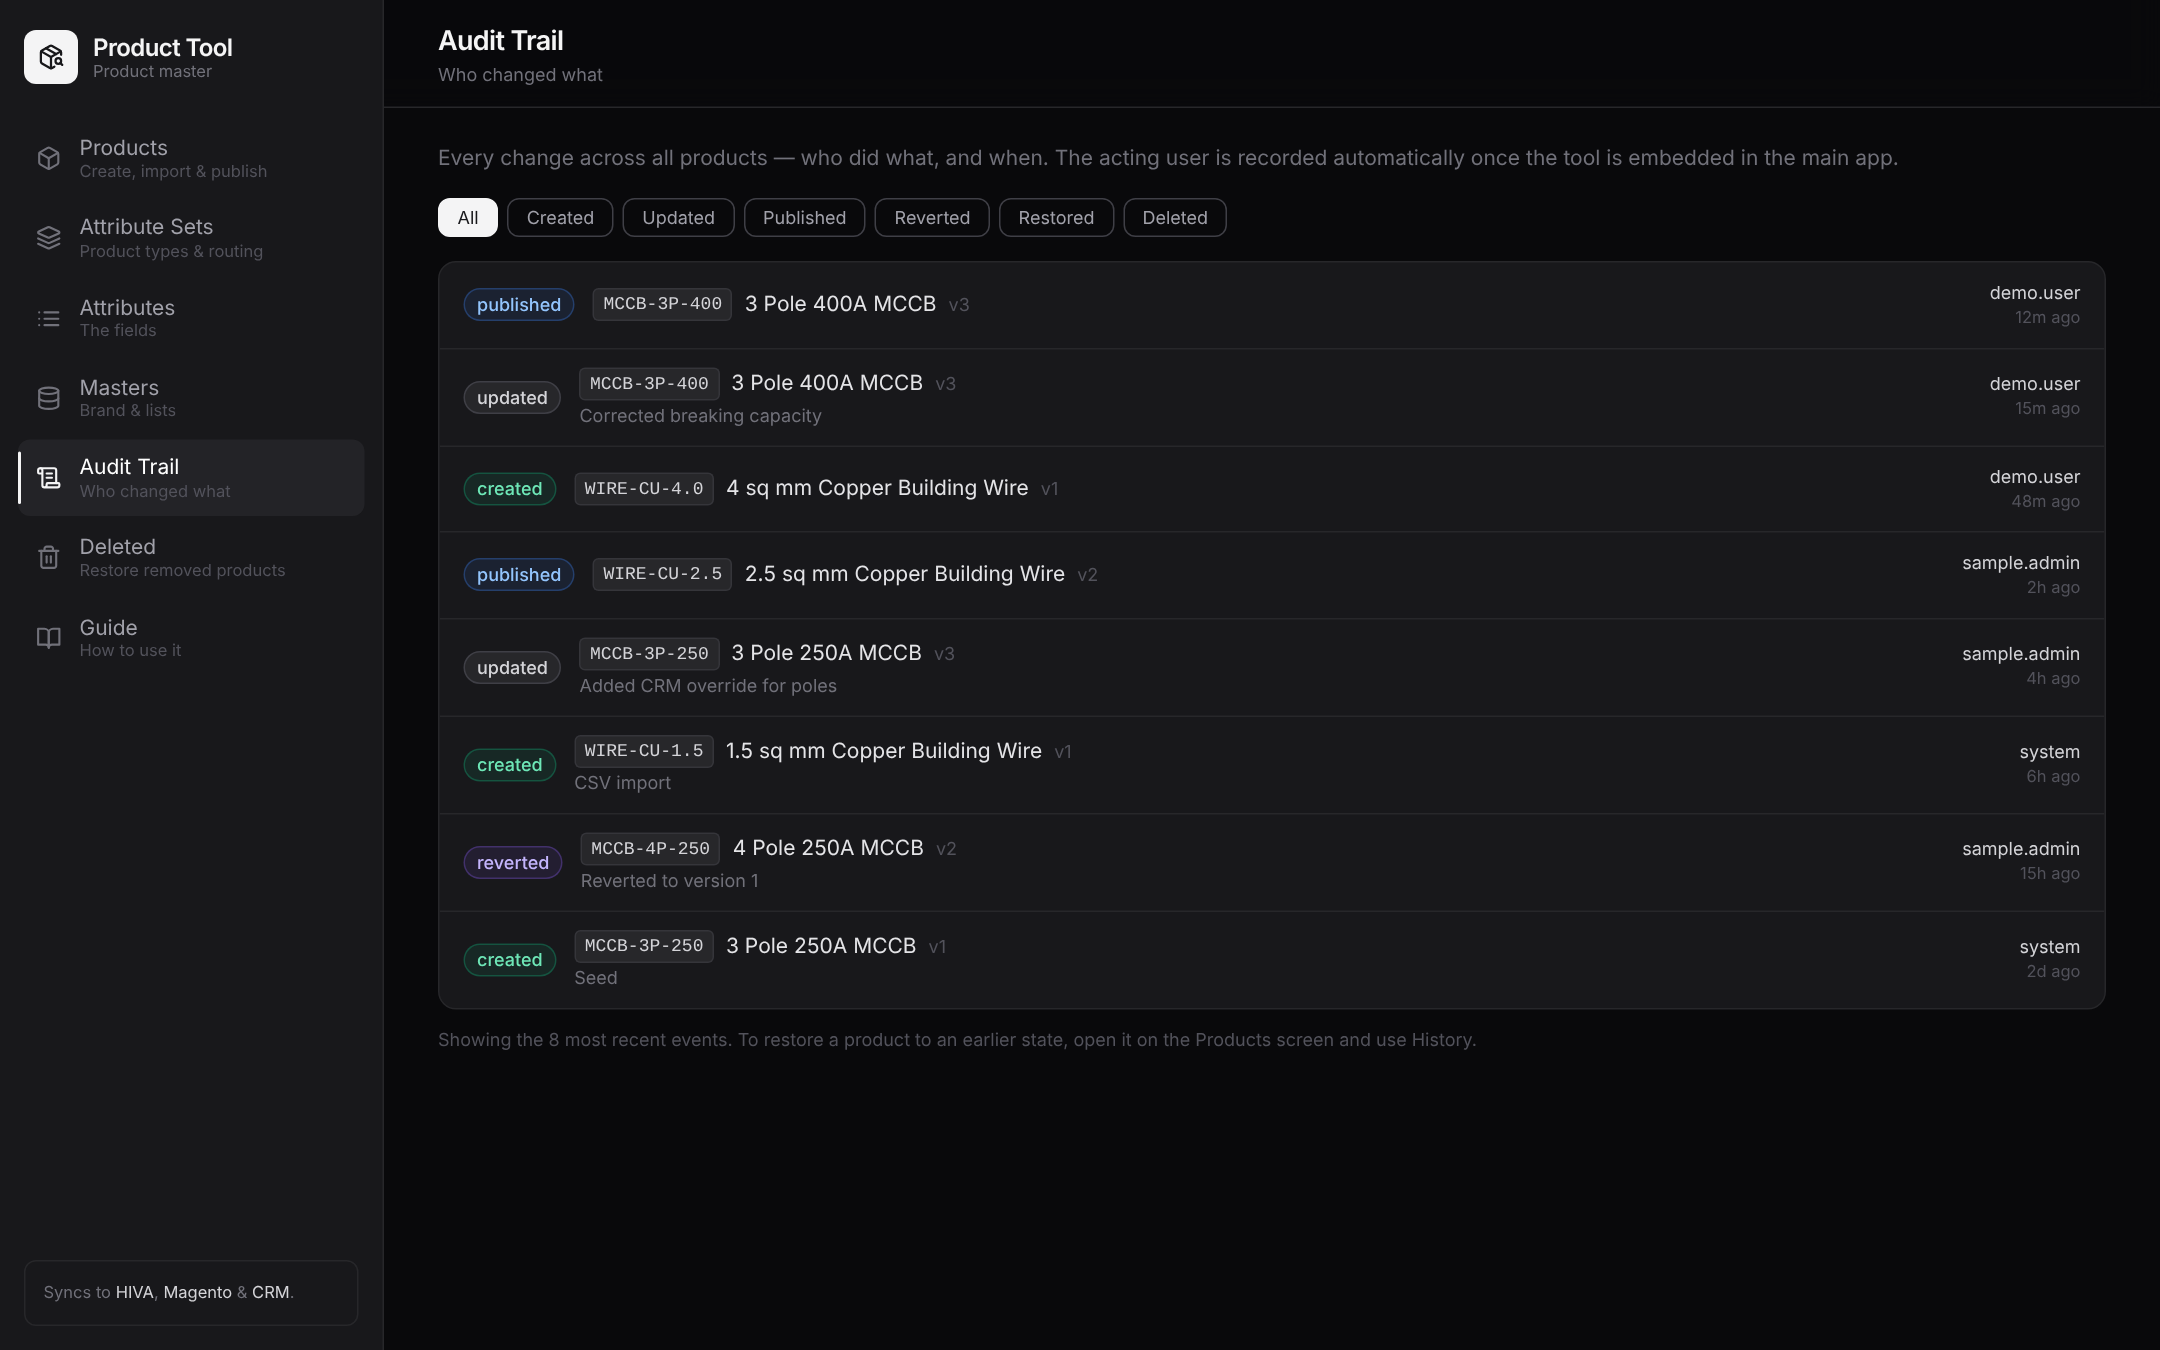 Product Tool
Product master
Products
Create, import & publish
Attribute Sets
Product types & routing
Attributes
The fields
Masters
Brand & lists
Audit Trail
Who changed what
Deleted
Restore removed products
Guide
How to use it
Syncs to HIVA, Magento & CRM.
Audit Trail
Who changed what
Every change across all products — who did what, and when. The acting user is recorded automatically once the tool is embedded in the main app.
All Created Updated Published Reverted Restored Deleted
published MCCB-3P-400 3 Pole 400A MCCB v3 demo.user
12m ago
updated MCCB-3P-400 3 Pole 400A MCCB v3 demo.user
Corrected breaking capacity 15m ago
created WIRE-CU-4.0 4 sq mm Copper Building Wire v1 demo.user
48m ago
published WIRE-CU-2.5 2.5 sq mm Copper Building Wire v2 sample.admin
2h ago
updated MCCB-3P-250 3 Pole 250A MCCB v3 sample.admin
Added CRM override for poles 4h ago
created WIRE-CU-1.5 1.5 sq mm Copper Building Wire v1 system
CSV import 6h ago
reverted MCCB-4P-250 4 Pole 250A MCCB v2 sample.admin
Reverted to version 1 15h ago
created MCCB-3P-250 3 Pole 250A MCCB v1 system
Seed 2d ago
Showing the 8 most recent events. To restore a product to an earlier state, open it on the Products screen and use History.